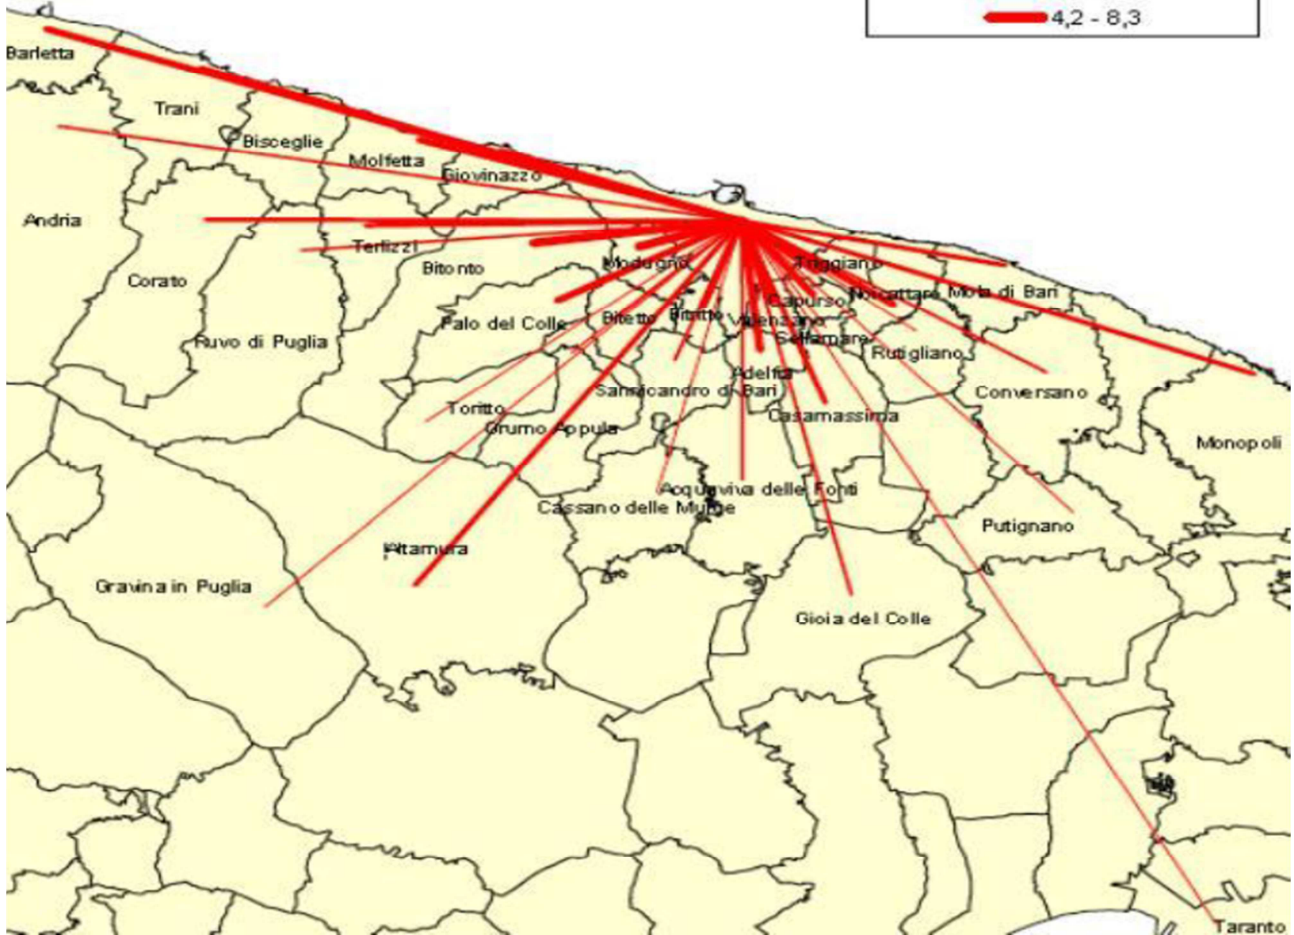 4,2 - 8,3
Barletta
Trani
Bisceglie
Molfetta
Giovinazzo
Andria
Terlizzi
Bitonto
Modugno
Triggiano
Corato
Capurso
Noicattaro
Mola di Bari
Palo del Colle
Bitetto
Bitritto
Valenzano
Ruvo di Puglia
Sellamare
Rutigliano
Adelfia
Sannicandro di Bari
Conversano
Toritto
Casamassima
Grumo Appula
Monopoli
Acquaviva delle Fonti
Cassano delle Murge
Putignano
Altamura
Gravina in Puglia
Gioia del Colle
Taranto